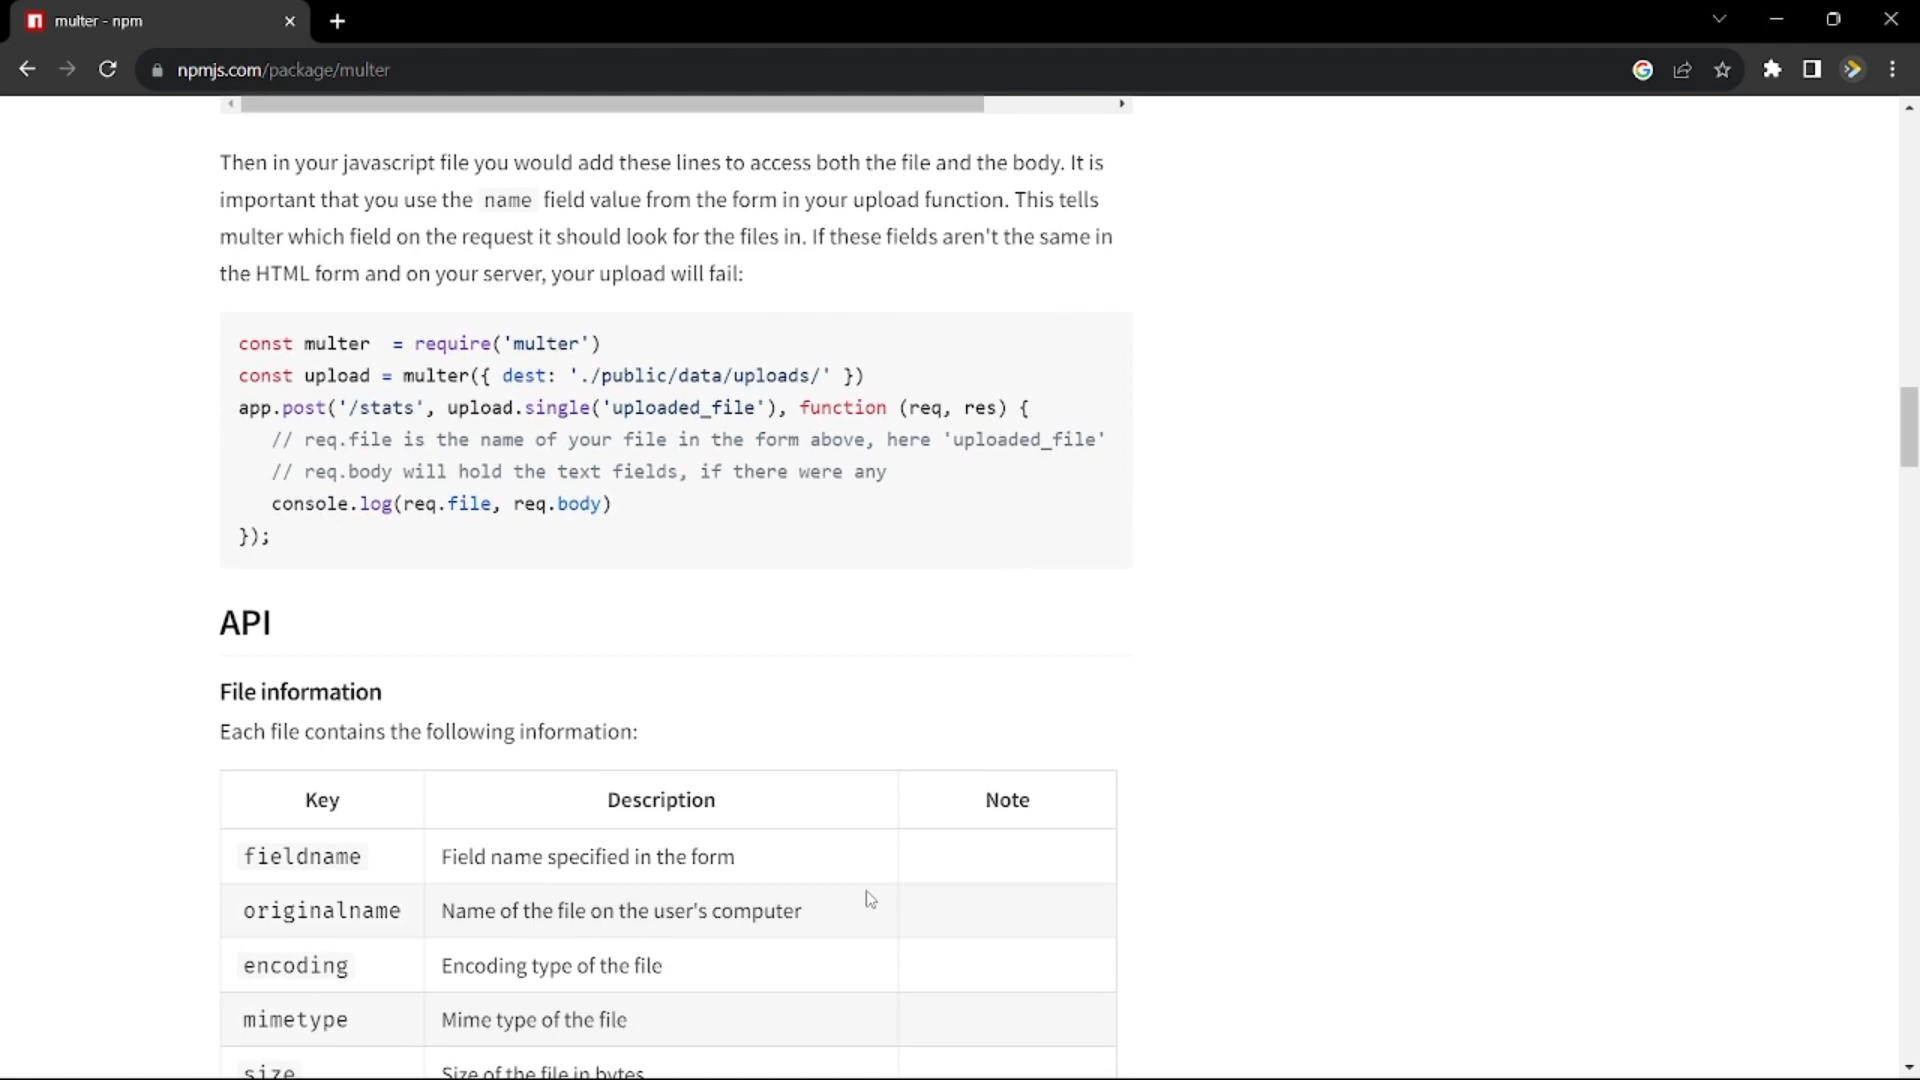 multer - npm
npmjs.com/package/multer
Then in your javascript file you would add these lines to access both the file and the body. It is
important that you use the name field value from the form in your upload function. This tells
multer which field on the request it should look for the files in. If these fields aren't the same in
the HTML form and on your server, your upload will fail:
const multer  = require('multer')
const upload = multer({ dest: './public/data/uploads/' })
app.post('/stats', upload.single('uploaded_file'), function (req, res) {
   // req.file is the name of your file in the form above, here 'uploaded_file'
   // req.body will hold the text fields, if there were any
   console.log(req.file, req.body)
});
API
File information
Each file contains the following information:
Key Description Note
fieldname Field name specified in the form
originalname Name of the file on the user's computer
encoding Encoding type of the file
mimetype Mime type of the file
size Size of the file in bytes